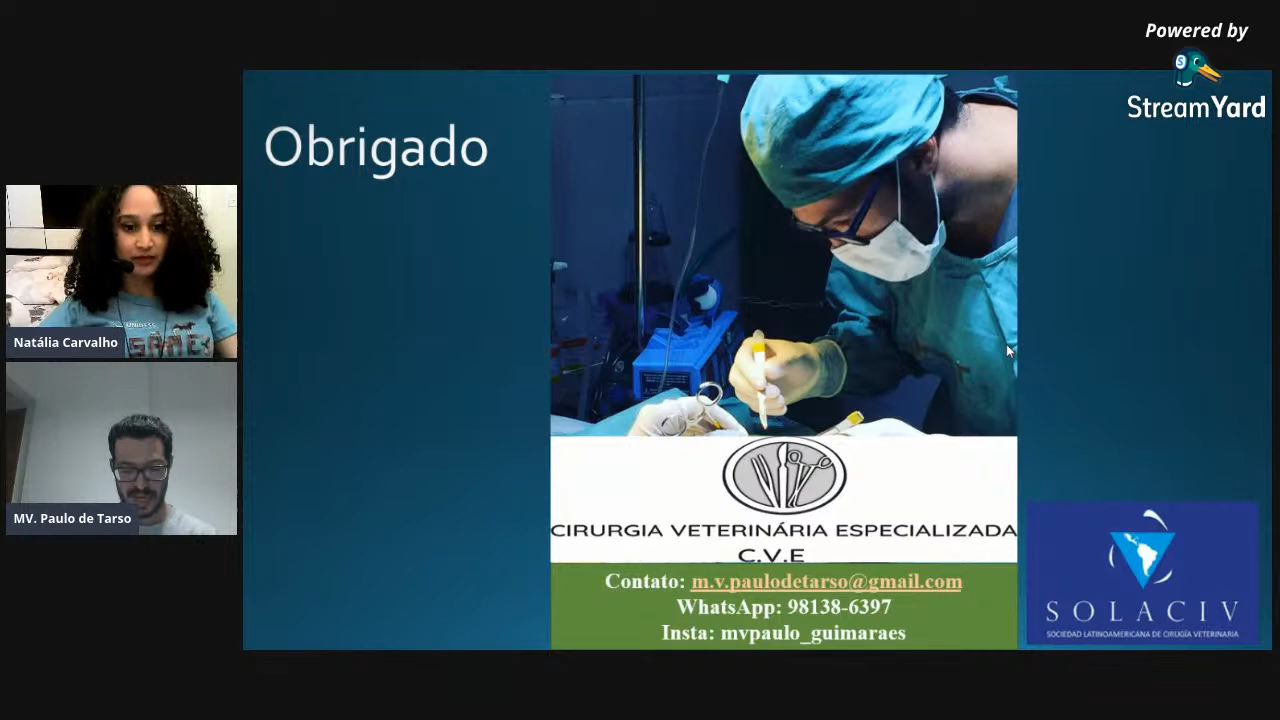 Powered by
StreamYard
Obrigado
Natália Carvalho
MV. Paulo de Tarso
CIRURGIA VETERINÁRIA ESPECIALIZADA
C.V.E
Contato: m.v.paulodetarso@gmail.com
WhatsApp: 98138-6397
Insta: mvpaulo_guimaraes
SOLACIV
SOCIEDAD LATINOAMERICANA DE CIRUGÍA VETERINARIA